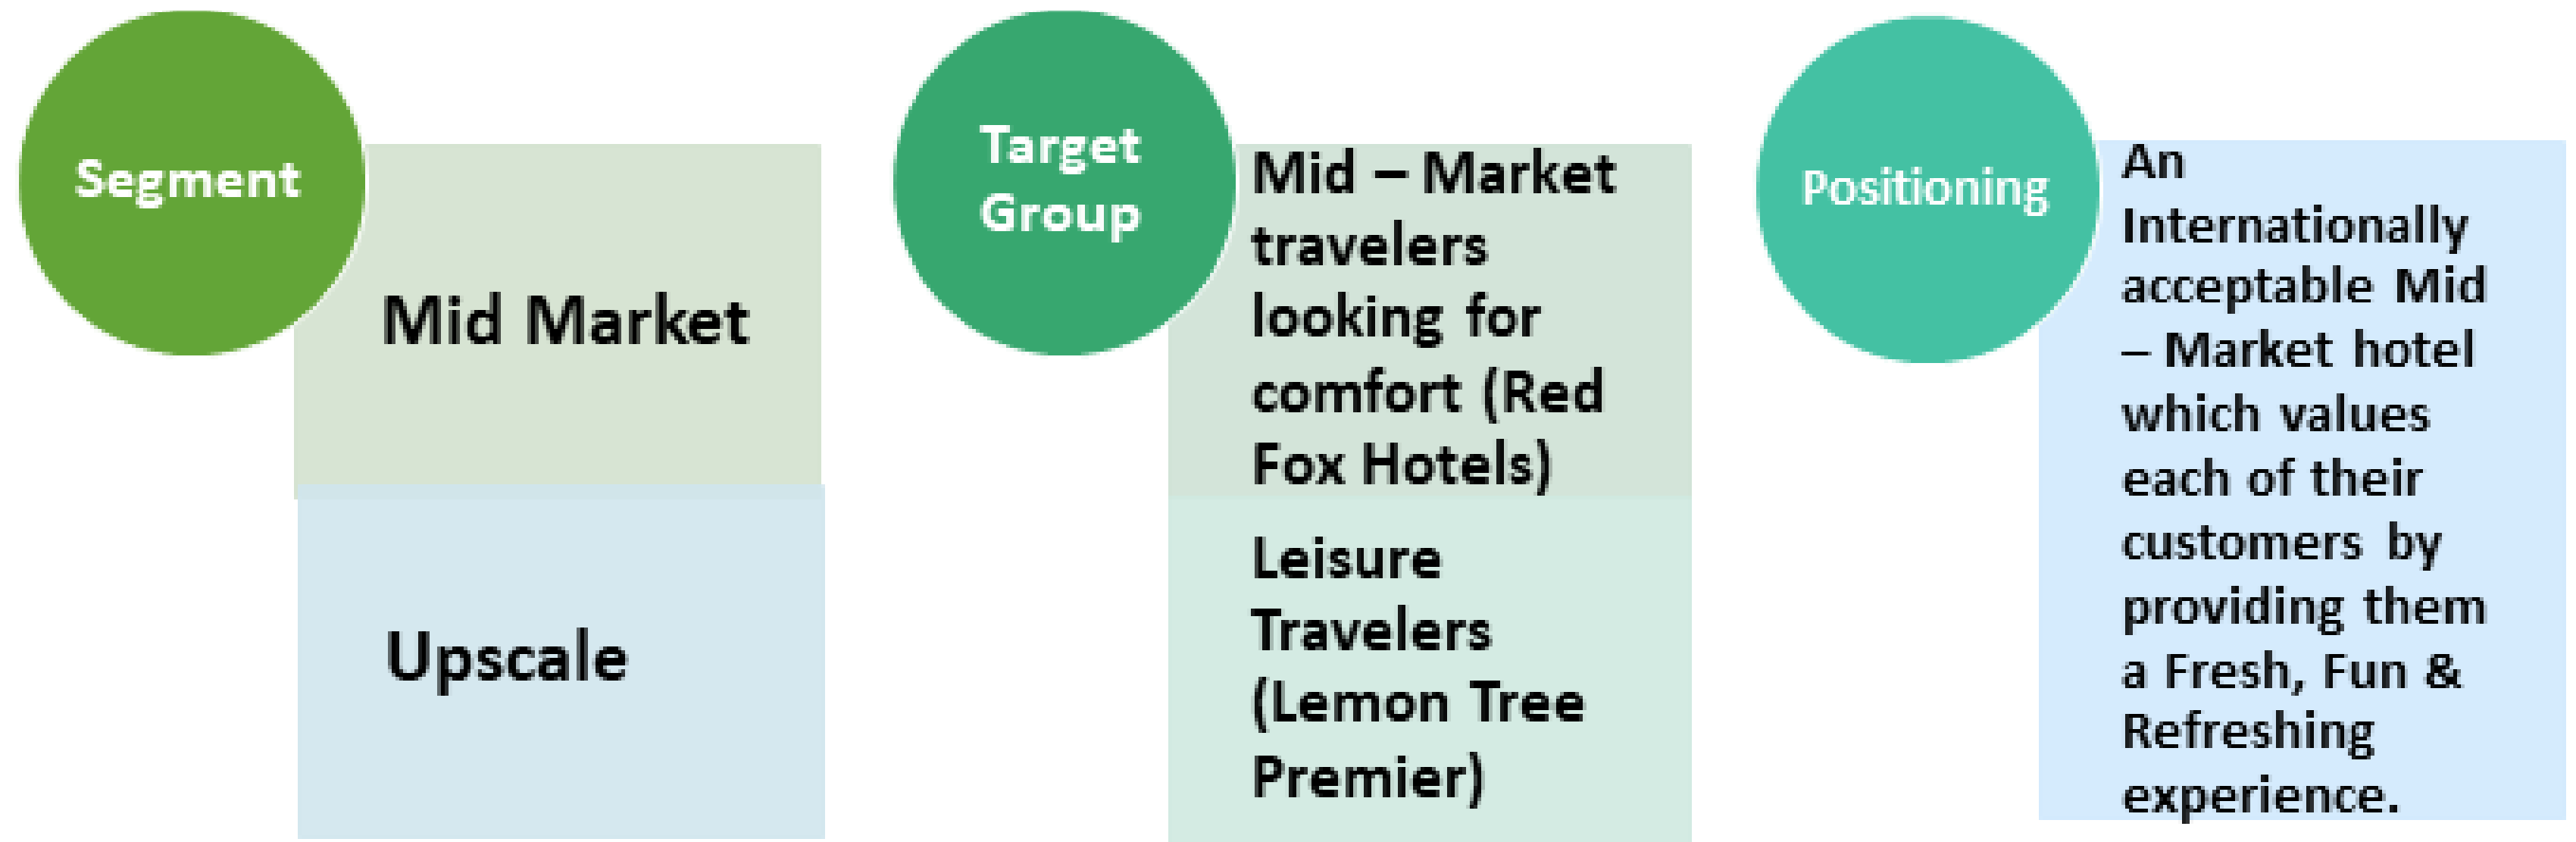 Segment
Mid Market
Upscale
Target
Group
Mid – Market
travelers
looking for
comfort (Red
Fox Hotels)
Leisure
Travelers
(Lemon Tree
Premier)
Positioning
An
Internationally
acceptable Mid
– Market hotel
which values
each of their
customers by
providing them
a Fresh, Fun &
Refreshing
experience.